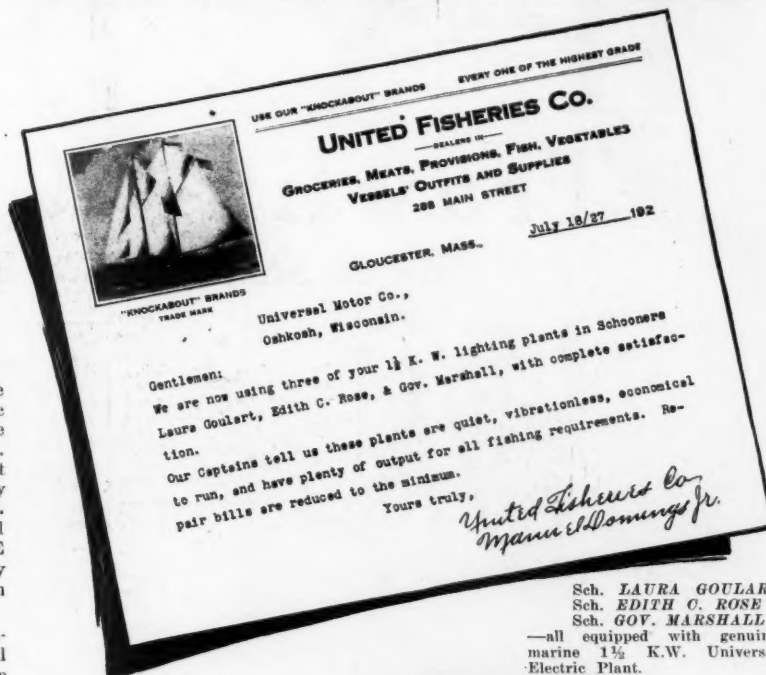 USE OUR "KNOCKABOUT" BRANDS EVERY ONE OF THE HIGHEST GRADE
UNITED FISHERIES CO.
DEALERS IN
GROCERIES, MEATS, PROVISIONS, FISH, VEGETABLES
VESSELS' OUTFITS AND SUPPLIES
288 MAIN STREET
GLOUCESTER, MASS., July 18/27 192
"KNOCKABOUT" BRANDS
TRADE MARK
Universal Motor Co.,
Oshkosh, Wisconsin.
Gentlemen:
We are now using three of your 1½ K. W. lighting plants in Schooners
Laura Goulart, Edith C. Rose, & Gov. Marshall, with complete satisfac-
tion.
Our Captains tell us these plants are quiet, vibrationless, economical
to run, and have plenty of output for all fishing requirements. Re-
pair bills are reduced to the minimum.
Yours truly,
United Fisheries Co
Manuel Domingos Jr.
Sch. LAURA GOULAR
Sch. EDITH C. ROSE
Sch. GOV. MARSHALL
—all equipped with genuin
marine 1½ K.W. Univers
Electric Plant.